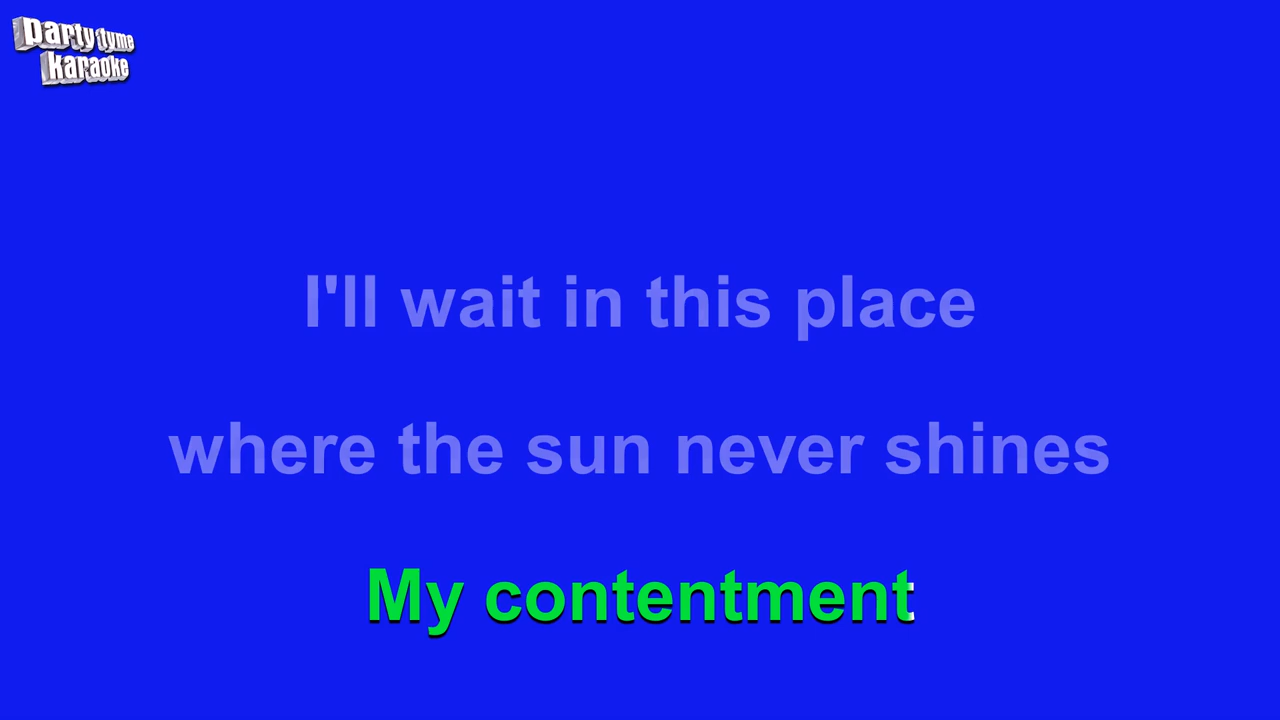 party tyme
karaoke
I'll wait in this place
where the sun never shines
My contentment